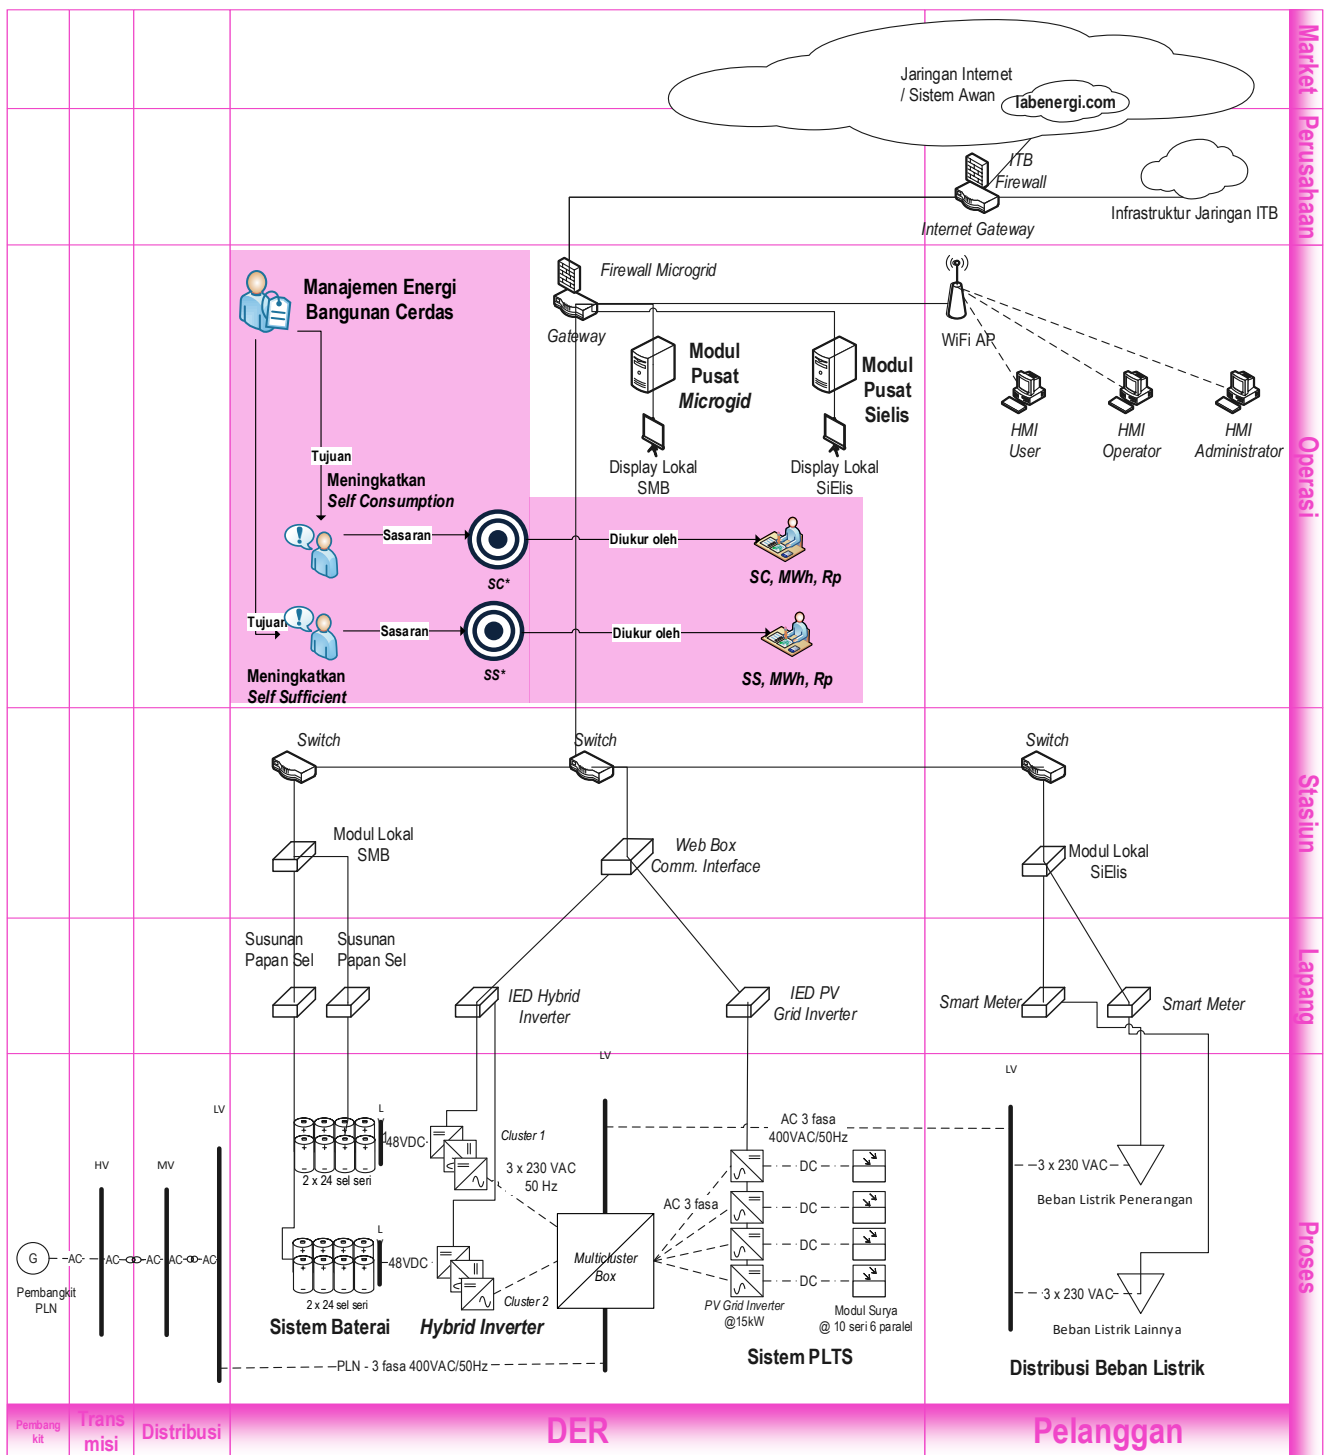 Market
Jaringan Internet
/ Sistem Awan
labenergi.com
Perusahaan
ITB
Firewall
Infrastruktur Jaringan ITB
Internet Gateway
Operasi
Manajemen Energi
Bangunan Cerdas
Firewall Microgrid
Gateway
WiFi AP
Modul
Pusat
Microgid
Modul
Pusat
Sielis
HMI
User
HMI
Operator
HMI
Administrator
Display Lokal
SMB
Display Lokal
SiElis
Tujuan
Meningkatkan
Self Consumption
Sasaran
SC*
Diukur oleh
SC, MWh, Rp
Tujuan
Sasaran
SS*
Diukur oleh
SS, MWh, Rp
Meningkatkan
Self Sufficient
Stasiun
Switch
Switch
Switch
Modul Lokal
SMB
Web Box
Comm. Interface
Modul Lokal
SiElis
Lapang
Susunan
Papan Sel
Susunan
Papan Sel
IED Hybrid
Inverter
IED PV
Grid Inverter
Smart Meter
Smart Meter
Proses
LV
LV
LV
HV
MV
L
48VDC
Cluster 1
2 x 24 sel seri
3 x 230 VAC
50 Hz
AC 3 fasa
400VAC/50Hz
AC 3 fasa
DC
DC
DC
DC
3 x 230 VAC
Beban Listrik Penerangan
G
AC
AC
AC
AC
AC
Pembangkit
PLN
L
48VDC
Cluster 2
2 x 24 sel seri
Multicluster
Box
Sistem Baterai
Hybrid Inverter
PV Grid Inverter
@15kW
Modul Surya
@ 10 seri 6 paralel
Sistem PLTS
3 x 230 VAC
Beban Listrik Lainnya
Distribusi Beban Listrik
PLN - 3 fasa 400VAC/50Hz
Pembang
kit
Trans
misi
Distribusi
DER
Pelanggan